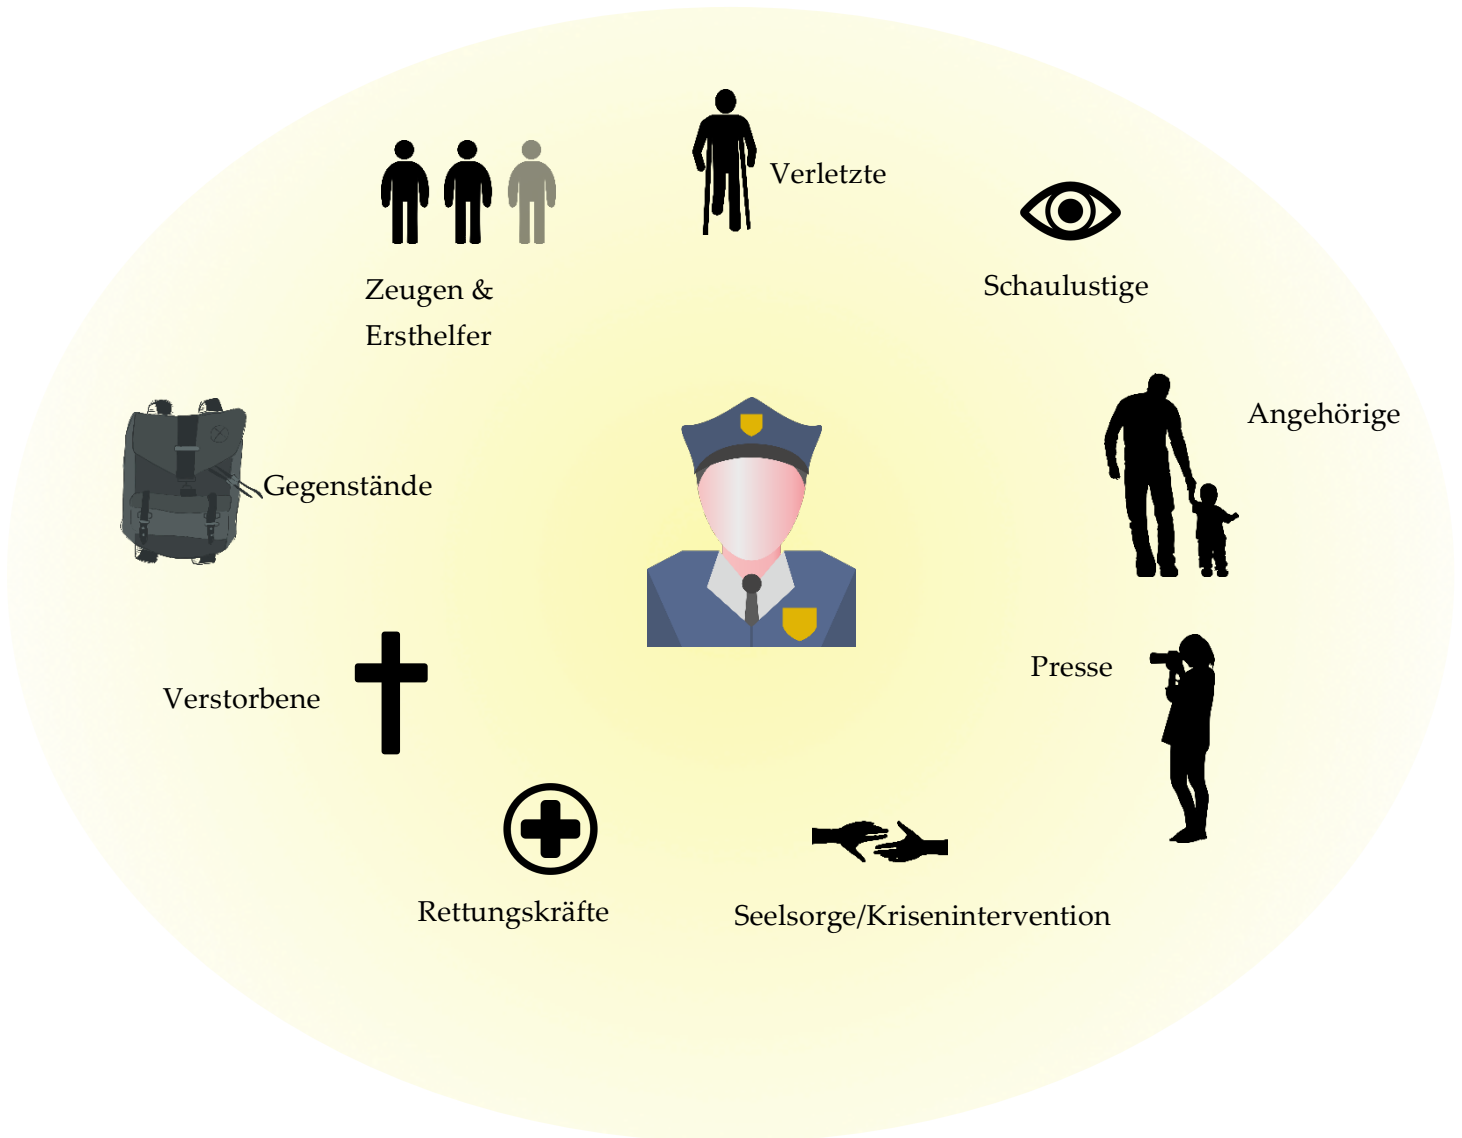 Verletzte
Schaulustige
Zeugen &
Ersthelfer
Angehörige
Gegenstände
Presse
Verstorbene
Rettungskräfte
Seelsorge/Krisenintervention